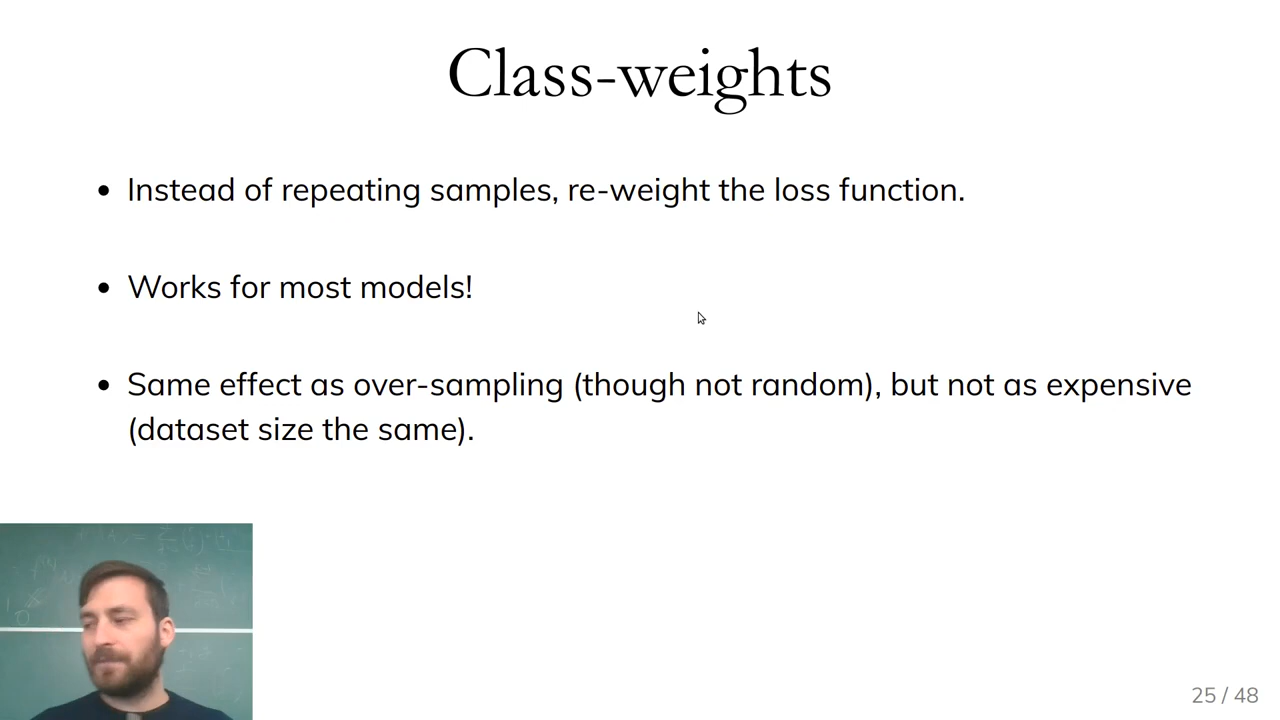 Class-weights
• Instead of repeating samples, re-weight the loss function.
• Works for most models!
• Same effect as over-sampling (though not random), but not as expensive
(dataset size the same).
25 / 48